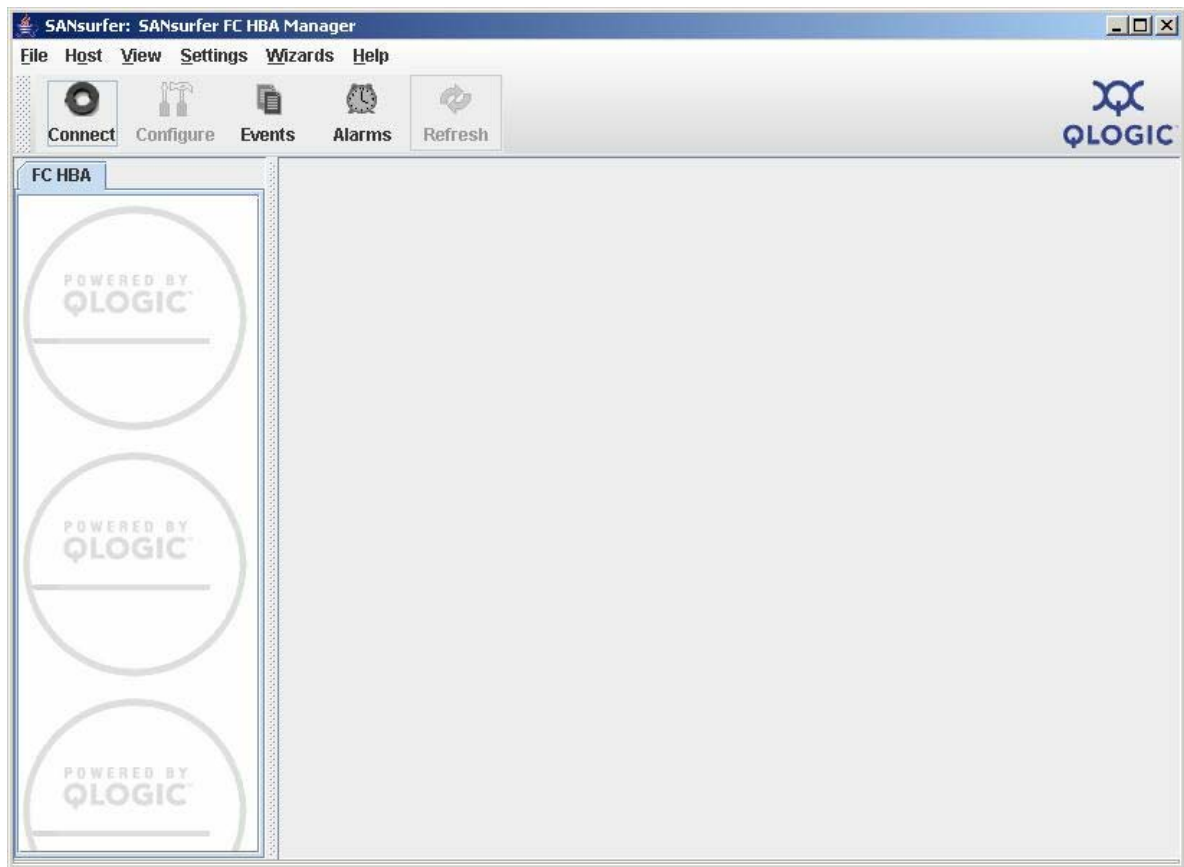 SANsurfer: SANsurfer FC HBA Manager
File Host View Settings Wizards Help
Connect Configure Events Alarms Refresh
QLOGIC
FC HBA
POWERED BY
QLOGIC
POWERED BY
QLOGIC
POWERED BY
QLOGIC